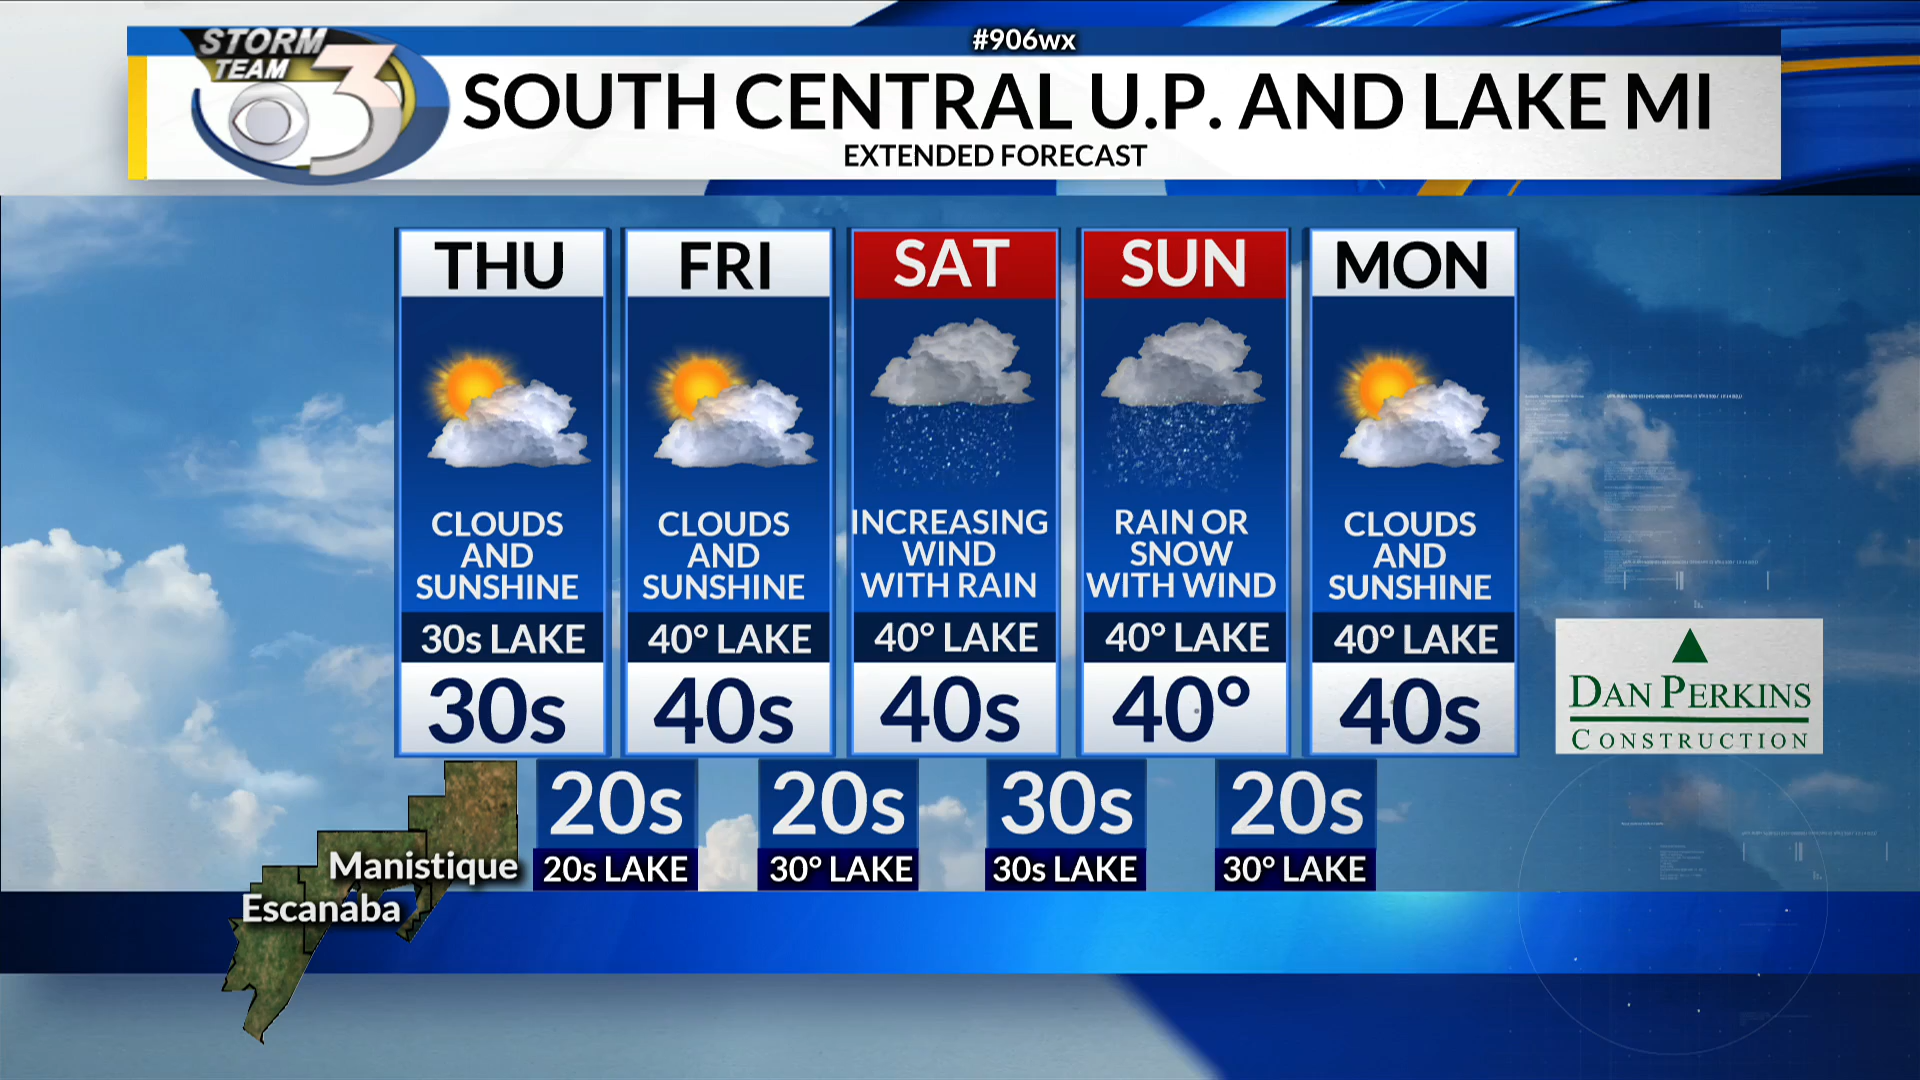 #906wx
STORM
TEAM
3
SOUTH CENTRAL U.P. AND LAKE MI
EXTENDED FORECAST
THU
CLOUDS
AND
SUNSHINE
30s LAKE
30s
FRI
CLOUDS
AND
SUNSHINE
40° LAKE
40s
SAT
INCREASING
WIND
WITH RAIN
40° LAKE
40s
SUN
RAIN OR
SNOW
WITH WIND
40° LAKE
40°
MON
CLOUDS
AND
SUNSHINE
40° LAKE
40s
DAN PERKINS
CONSTRUCTION
20s
20s LAKE
20s
30° LAKE
30s
30s LAKE
20s
30° LAKE
Manistique
Escanaba